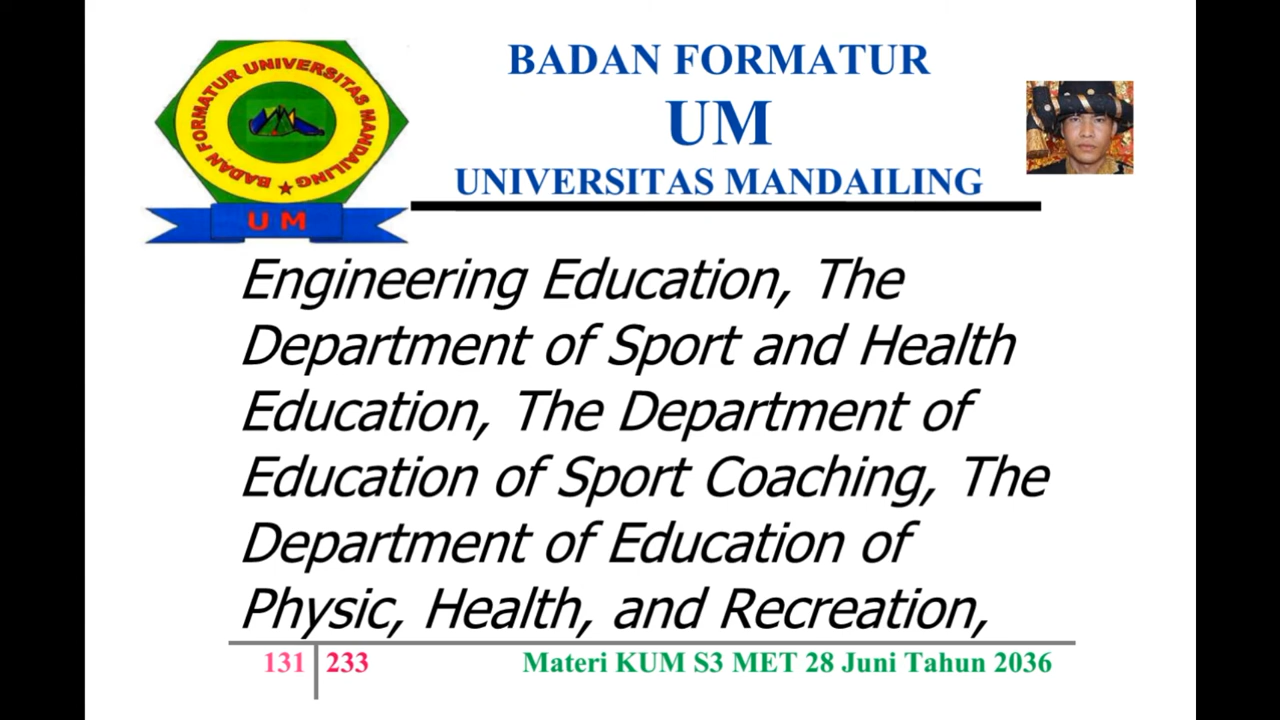 BADAN FORMATUR UNIVERSITAS MANDAILING
UM
BADAN FORMATUR
UM
UNIVERSITAS MANDAILING
Engineering Education, The
Department of Sport and Health
Education, The Department of
Education of Sport Coaching, The
Department of Education of
Physic, Health, and Recreation,
131 233 Materi KUM S3 MET 28 Juni Tahun 2036